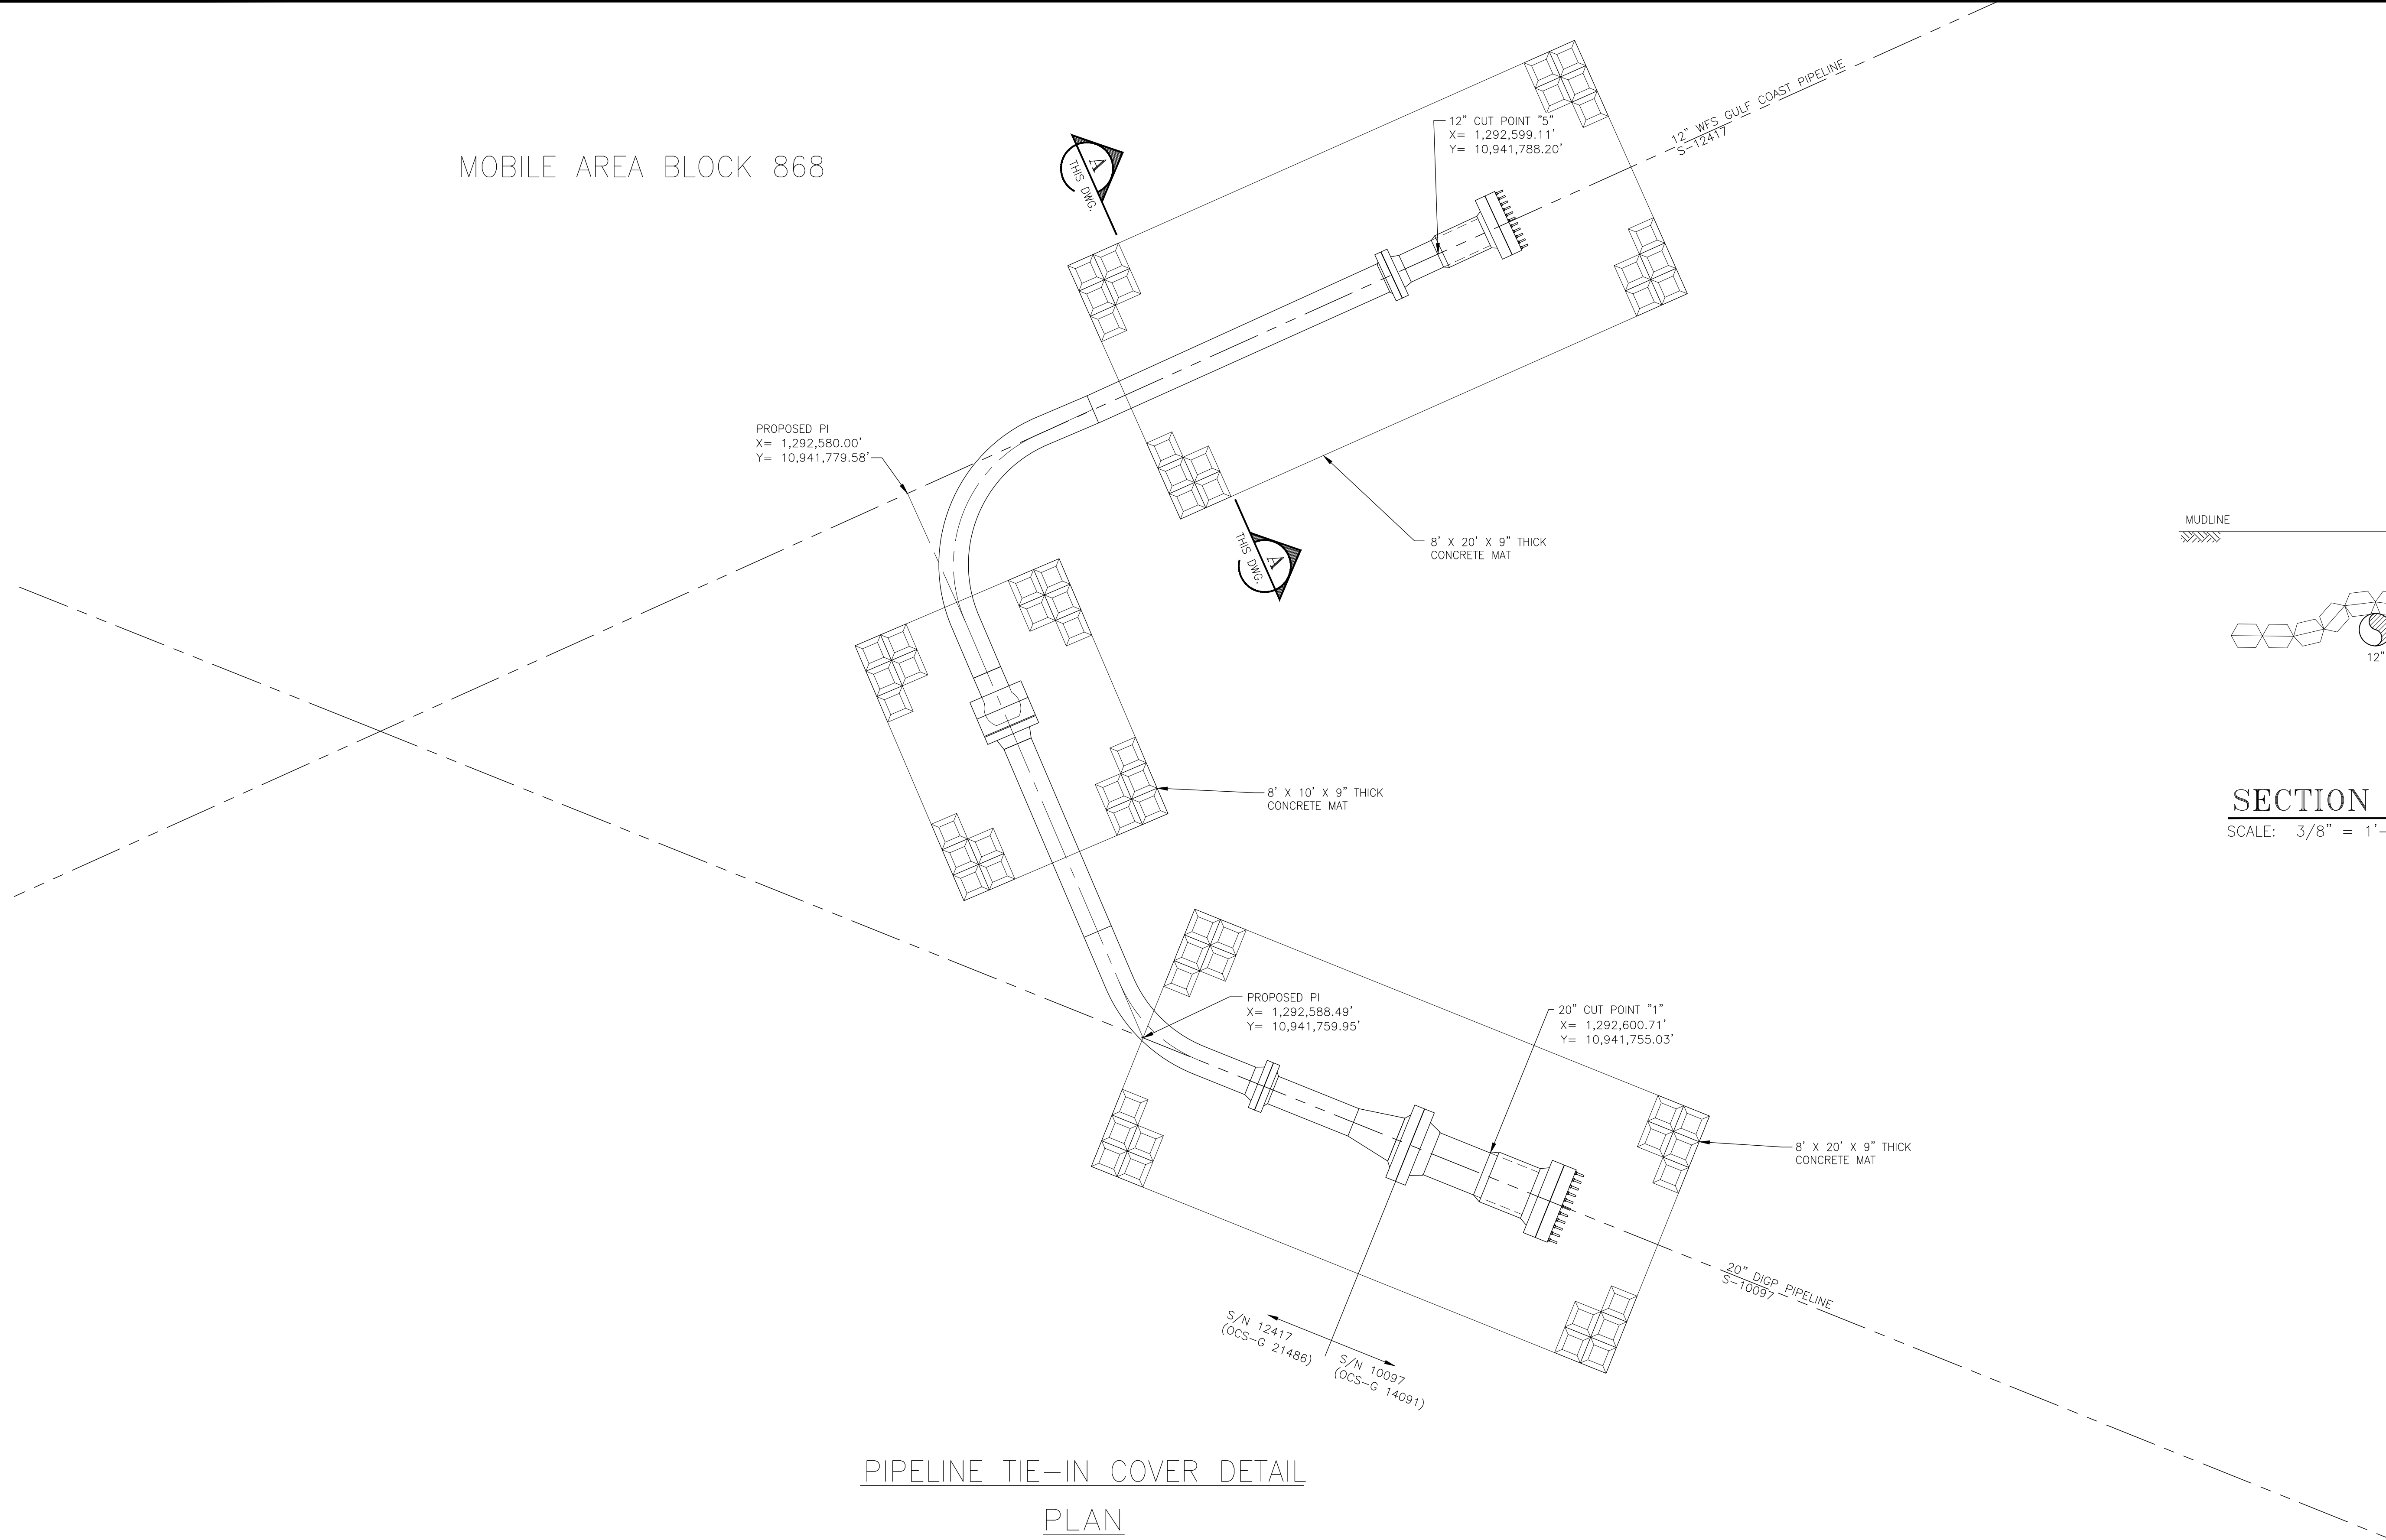 MOBILE AREA BLOCK 868
A
THIS DWG.
12" CUT POINT "5"
X= 1,292,599.11'
Y= 10,941,788.20'
12" WFS GULF COAST PIPELINE
S-12417
PROPOSED PI
X= 1,292,580.00'
Y= 10,941,779.58'
A
THIS DWG.
8' X 20' X 9" THICK
CONCRETE MAT
MUDLINE
12"
8' X 10' X 9" THICK
CONCRETE MAT
SECTION
SCALE: 3/8" = 1'-
PROPOSED PI
X= 1,292,588.49'
Y= 10,941,759.95'
20" CUT POINT "1"
X= 1,292,600.71'
Y= 10,941,755.03'
8' X 20' X 9" THICK
CONCRETE MAT
20" DIGP PIPELINE
S-10097
S/N 12417
(OCS-G 21486)
S/N 10097
(OCS-G 14091)
PIPELINE TIE-IN COVER DETAIL
PLAN